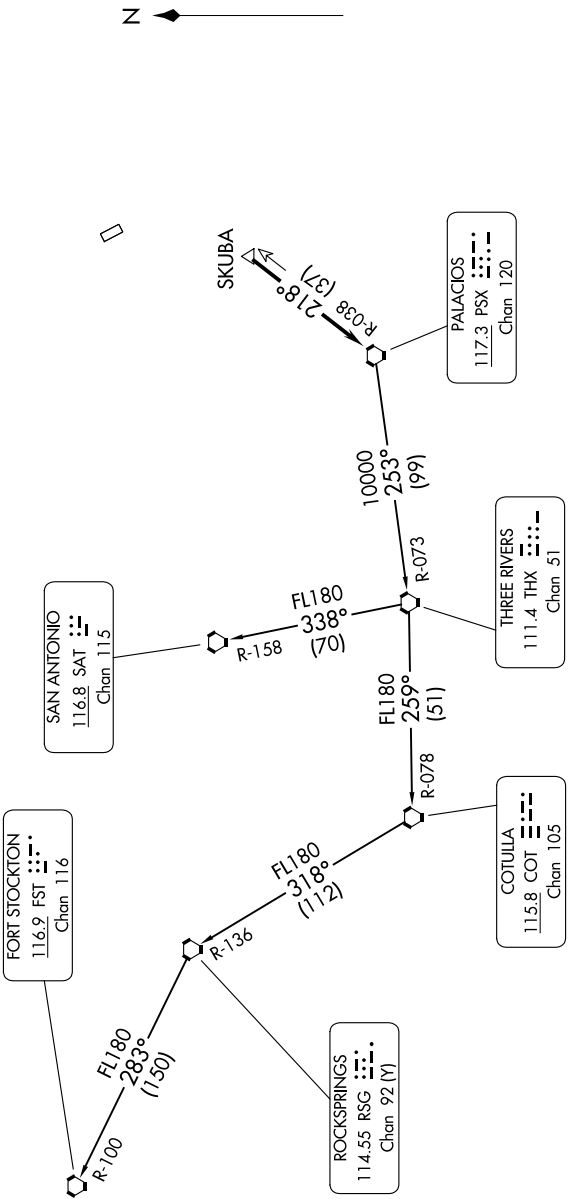 N
SKUBA
218°
(37)
R-038
PALACIOS
117.3 PSX
Chan 120
10000
253°
(99)
R-073
THREE RIVERS
111.4 THX
Chan 51
FL180
338°
(70)
R-158
SAN ANTONIO
116.8 SAT
Chan 115
FL180
259°
(51)
R-078
COTULLA
115.8 COT
Chan 105
FL180
318°
(112)
R-136
ROCKSPRINGS
114.55 RSG
Chan 92 (Y)
FL180
283°
(150)
R-100
FORT STOCKTON
116.9 FST
Chan 116